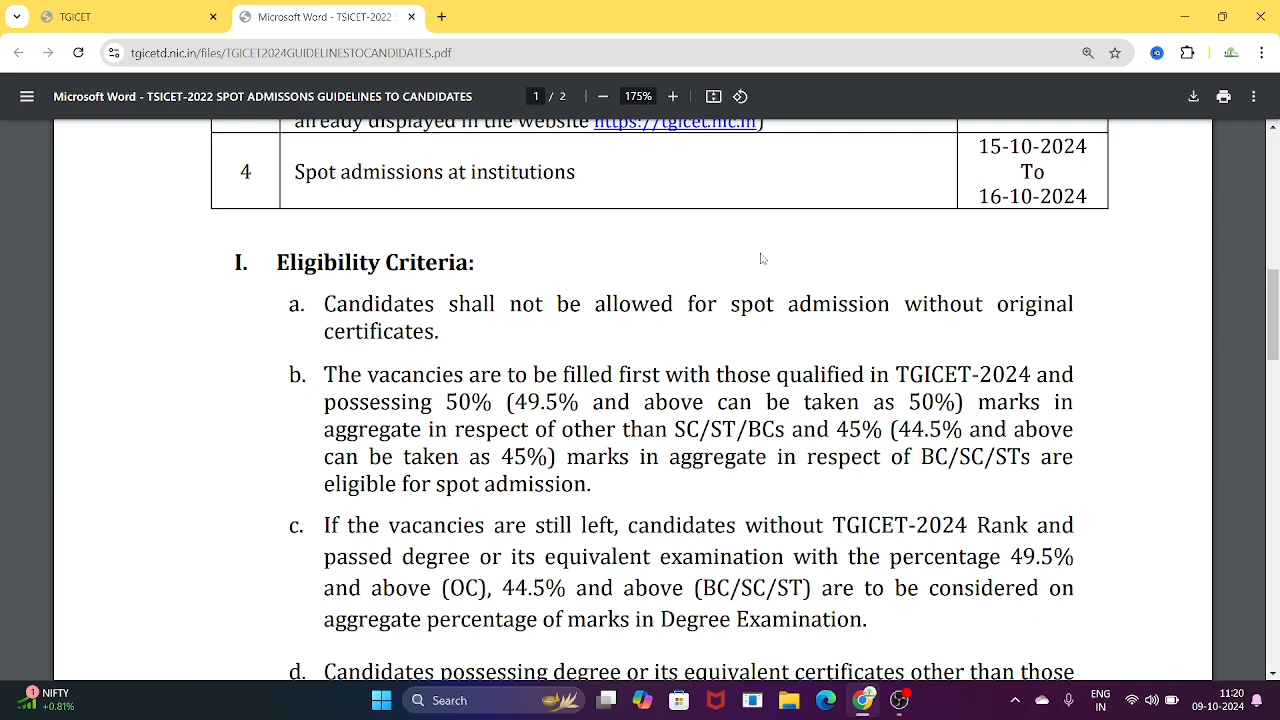 TGICET
Microsoft Word - TSICET-2022 S
tgicetd.nic.in/files/TGICET2024GUIDELINESTOCANDIDATES.pdf
Microsoft Word - TSICET-2022 SPOT ADMISSONS GUIDELINES TO CANDIDATES
1 / 2
175%
already displayed in the website https://tgicet.nic.in)
4 Spot admissions at institutions 15-10-2024
To
16-10-2024
I. Eligibility Criteria:
a. Candidates shall not be allowed for spot admission without original
certificates.
b. The vacancies are to be filled first with those qualified in TGICET-2024 and
possessing 50% (49.5% and above can be taken as 50%) marks in
aggregate in respect of other than SC/ST/BCs and 45% (44.5% and above
can be taken as 45%) marks in aggregate in respect of BC/SC/STs are
eligible for spot admission.
c. If the vacancies are still left, candidates without TGICET-2024 Rank and
passed degree or its equivalent examination with the percentage 49.5%
and above (OC), 44.5% and above (BC/SC/ST) are to be considered on
aggregate percentage of marks in Degree Examination.
d. Candidates possessing degree or its equivalent certificates other than those
1
NIFTY
+0.81%
Search
ENG
IN
11:20
09-10-2024